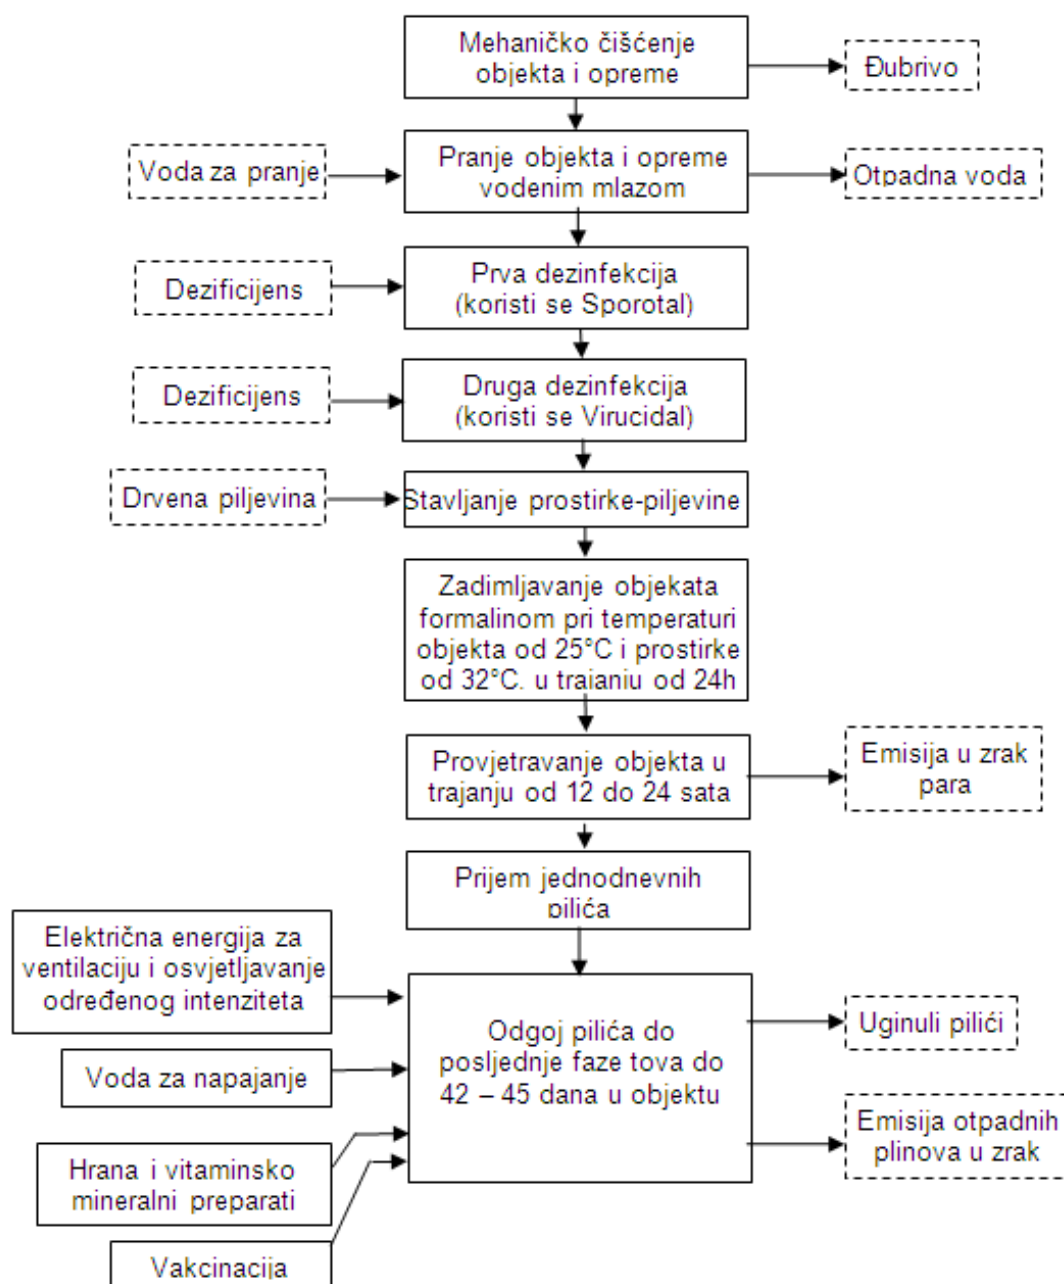 Mehaničko čišćenje
objekta i opreme
Đubrivo
Voda za pranje
Pranje objekta i opreme
vodenim mlazom
Otpadna voda
Dezificijens
Prva dezinfekcija
(koristi se Sporotal)
Dezificijens
Druga dezinfekcija
(koristi se Virucidal)
Drvena piljevina
Stavljanje prostirke-piljevine
Zadimljavanje objekata
formalinom pri temperaturi
objekta od 25°C i prostirke
od 32°C. u trajanju od 24h
Provjetravanje objekta u
trajanju od 12 do 24 sata
Emisija u zrak
para
Prijem jednodnevnih
pilića
Električna energija za
ventilaciju i osvjetljavanje
određenog intenziteta
Voda za napajanje
Hrana i vitaminsko
mineralni preparati
Vakcinacija
Odgoj pilića do
posljednje faze tova do
42 – 45 dana u objektu
Uginuli pilići
Emisija otpadnih
plinova u zrak